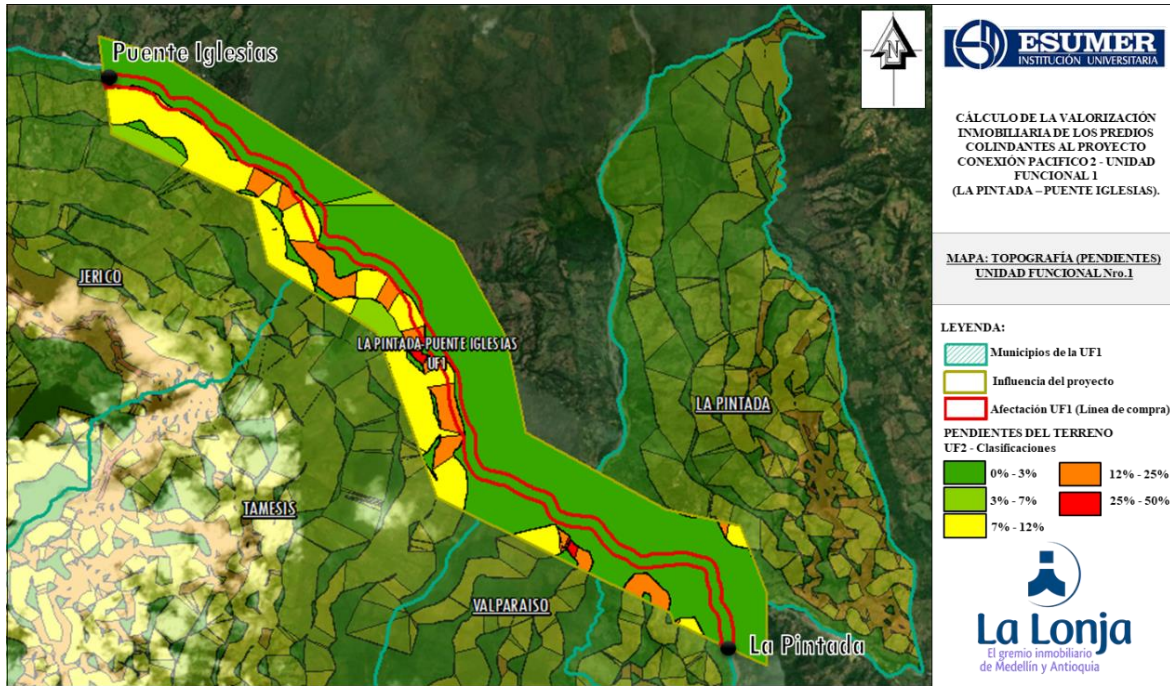 Puente Iglesias
JERICO
LA PINTADA-PUENTE IGLESIAS
UF1
LA PINTADA
TAMESIS
VALPARAISO
La Pintada
N
ESUMER
INSTITUCIÓN UNIVERSITARIA
CÁLCULO DE LA VALORIZACIÓN
INMOBILIARIA DE LOS PREDIOS
COLINDANTES AL PROYECTO
CONEXIÓN PACIFICO 2 - UNIDAD
FUNCIONAL 1
(LA PINTADA – PUENTE IGLESIAS).
MAPA: TOPOGRAFÍA (PENDIENTES)
UNIDAD FUNCIONAL Nro.1
LEYENDA:
Municipios de la UF1
Influencia del proyecto
Afectación UF1 (Línea de compra)
PENDIENTES DEL TERRENO
UF2 - Clasificaciones
0% - 3%
12% - 25%
3% - 7%
25% - 50%
7% - 12%
La Lonja
El gremio inmobiliario
de Medellín y Antioquia